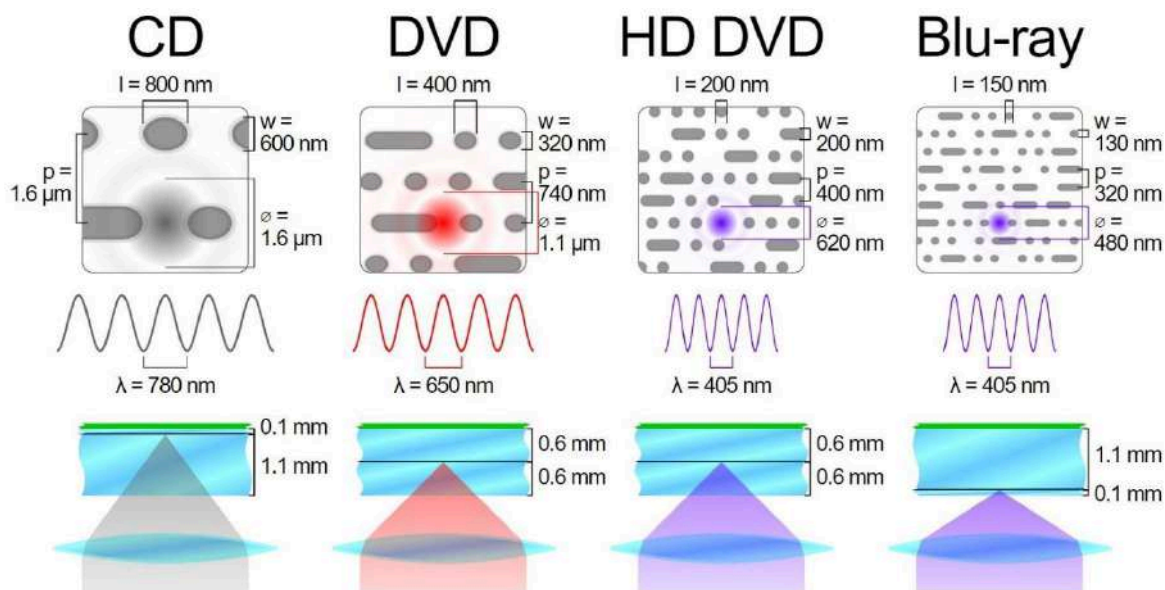 CD
DVD
HD DVD
Blu-ray
l = 800 nm
w =
600 nm
p =
1.6 µm
ø =
1.6 µm
l = 400 nm
w =
320 nm
p =
740 nm
ø =
1.1 µm
l = 200 nm
w =
200 nm
p =
400 nm
ø =
620 nm
l = 150 nm
w =
130 nm
p =
320 nm
ø =
480 nm
λ = 780 nm
λ = 650 nm
λ = 405 nm
λ = 405 nm
0.1 mm
1.1 mm
0.6 mm
0.6 mm
0.6 mm
0.6 mm
1.1 mm
0.1 mm